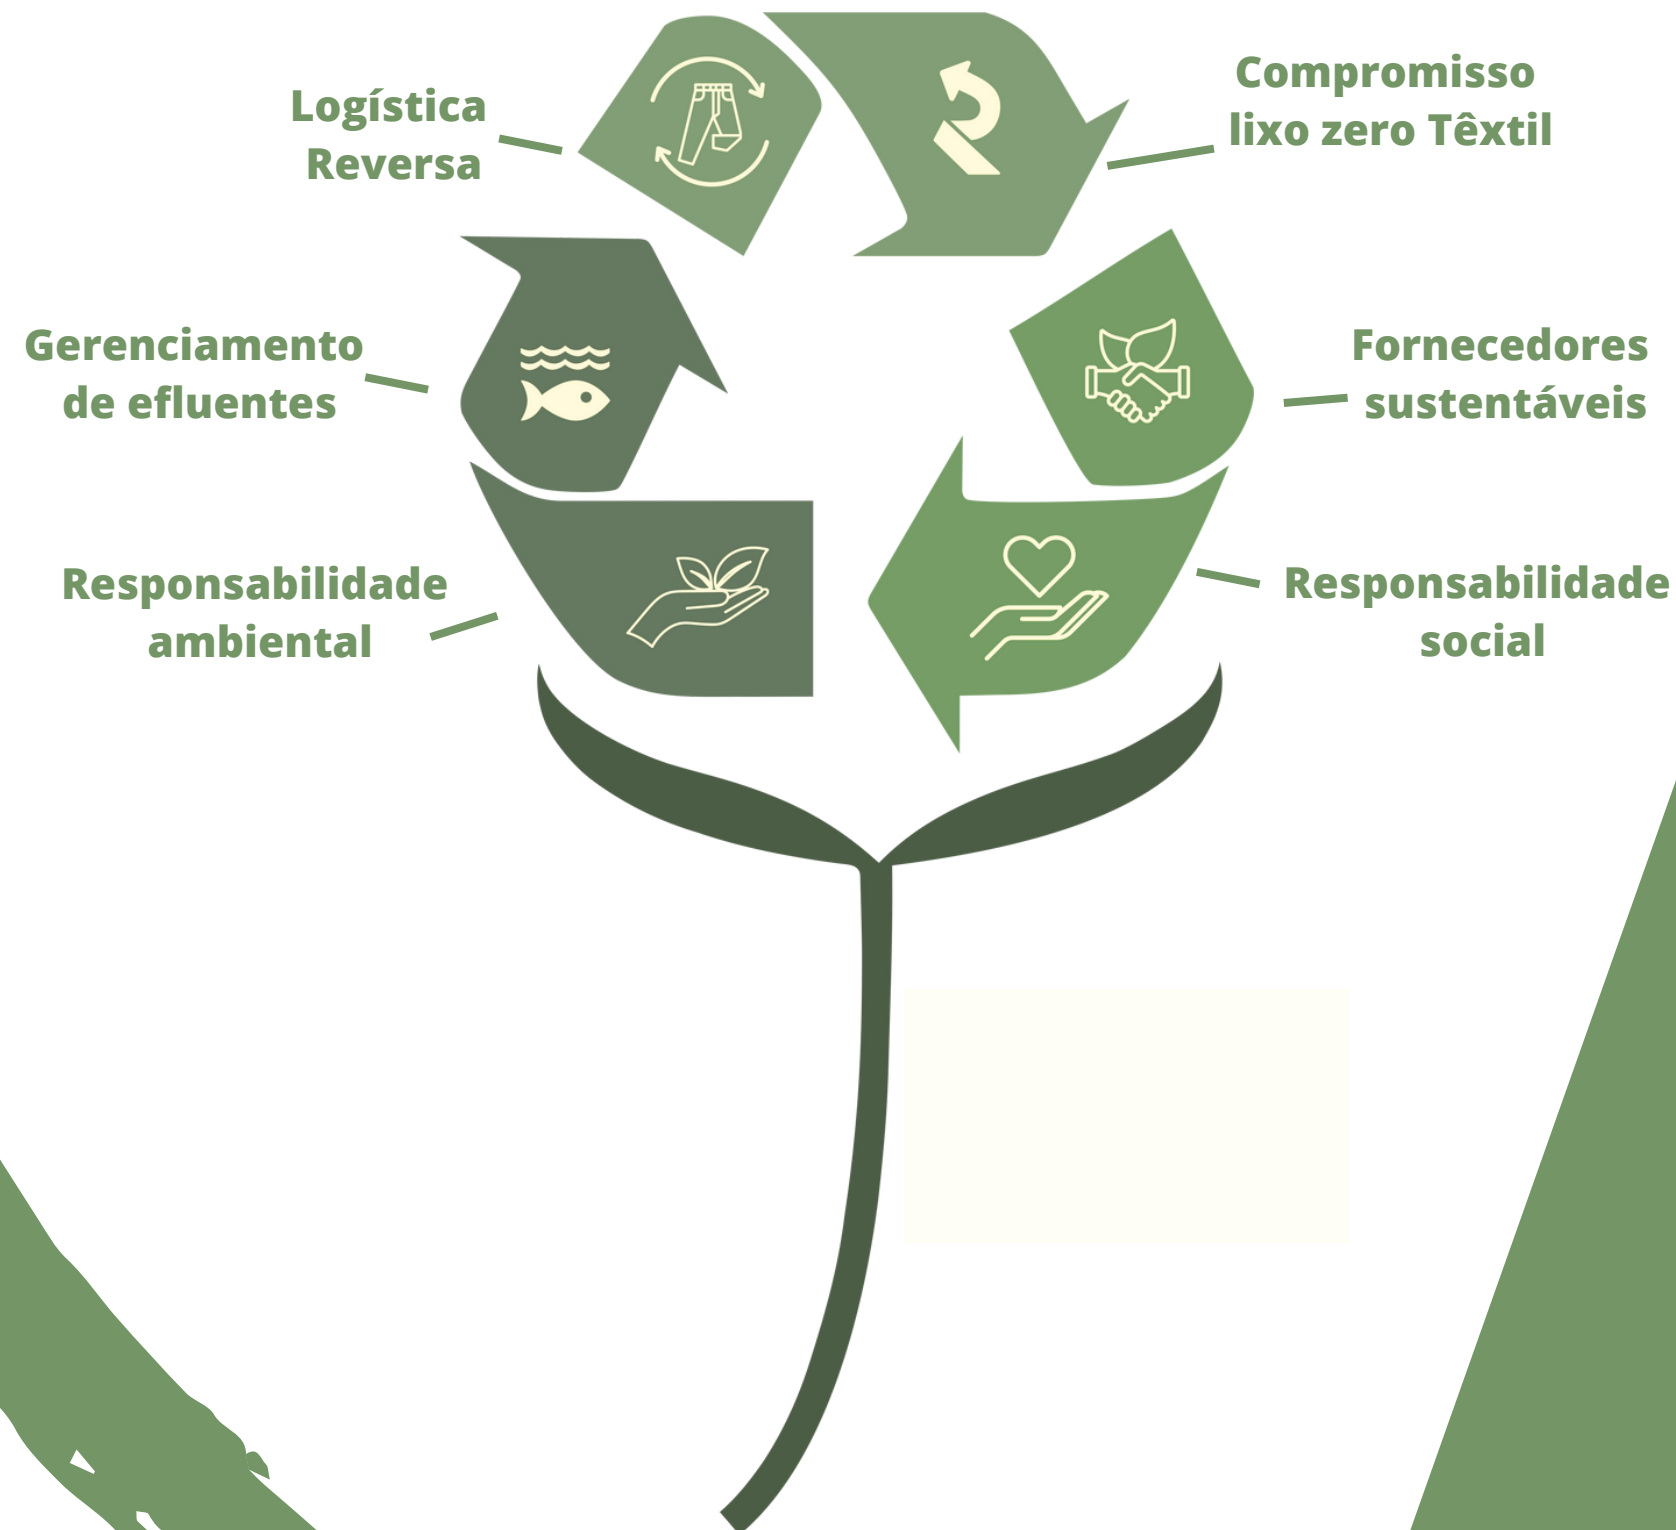 Logística
Reversa
Compromisso
lixo zero Têxtil
Gerenciamento
de efluentes
Fornecedores
sustentáveis
Responsabilidade
ambiental
Responsabilidade
social